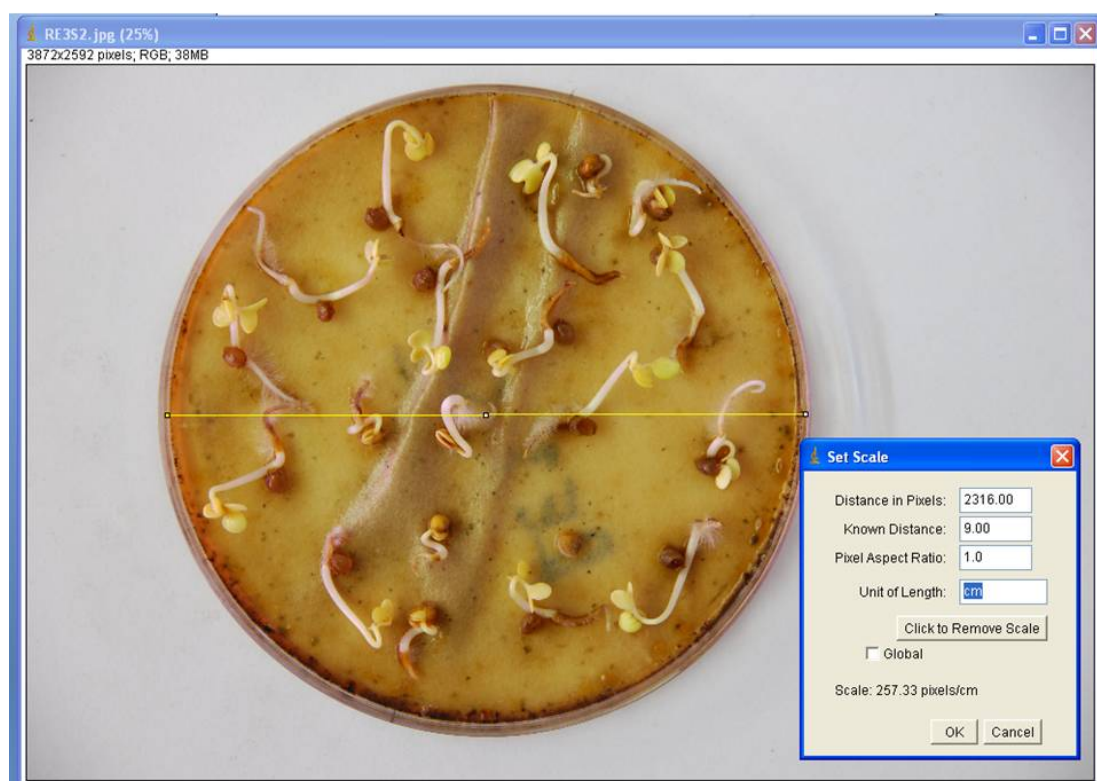 RE3S2.jpg (25%)
3872x2592 pixels; RGB; 38MB
Set Scale
Distance in Pixels: 2316.00
Known Distance: 9.00
Pixel Aspect Ratio: 1.0
Unit of Length: cm
Click to Remove Scale
Global
Scale: 257.33 pixels/cm
OK Cancel